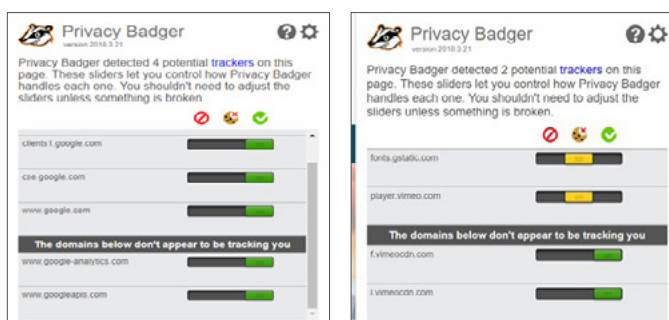 Privacy Badger
version 2018.3.21
Privacy Badger detected 4 potential trackers on this
page. These sliders let you control how Privacy Badger
handles each one. You shouldn't need to adjust the
sliders unless something is broken
clients1.google.com
cse.google.com
www.google.com
The domains below don't appear to be tracking you
www.google-analytics.com
www.googleapis.com
Privacy Badger
version 2018.3.21
Privacy Badger detected 2 potential trackers on this
page. These sliders let you control how Privacy Badger
handles each one. You shouldn't need to adjust the
sliders unless something is broken.
fonts.gstatic.com
player.vimeo.com
The domains below don't appear to be tracking you
f.vimeocdn.com
i.vimeocdn.com